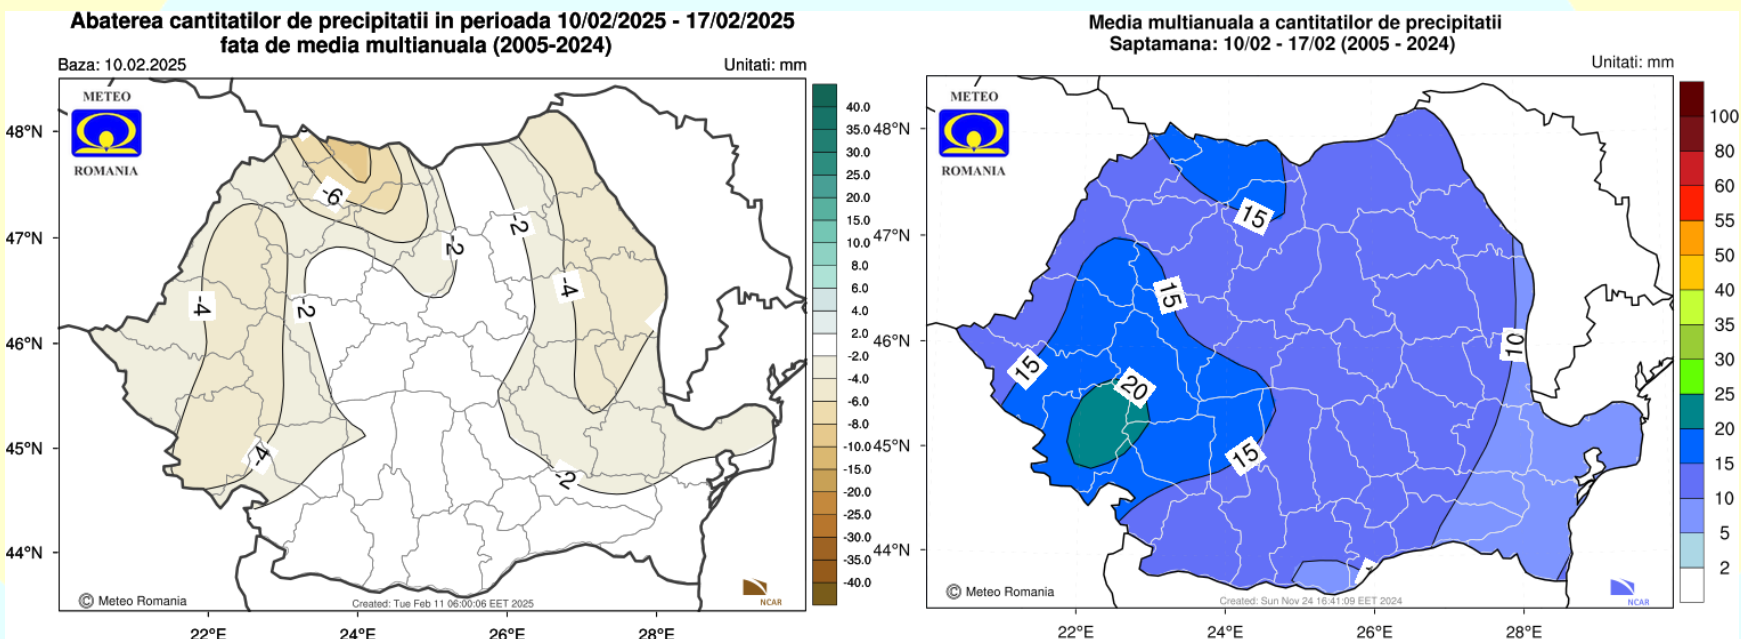 Abaterea cantitatilor de precipitatii in perioada 10/02/2025 - 17/02/2025
fata de media multianuala (2005-2024)
Baza: 10.02.2025
Unitati: mm
METEO
ROMANIA
48°N
47°N
46°N
45°N
44°N
-6
-2
-2
-4
-2
-4
-4
-2
40.0
35.0
30.0
25.0
20.0
15.0
10.0
8.0
6.0
4.0
2.0
-2.0
-4.0
-6.0
-8.0
-10.0
-15.0
-20.0
-25.0
-30.0
-35.0
-40.0
© Meteo Romania
Created: Tue Feb 11 06:00:06 EET 2025
NCAR
22°E
24°E
26°E
28°E
Media multianuala a cantitatilor de precipitatii
Saptamana: 10/02 - 17/02 (2005 - 2024)
Unitati: mm
METEO
ROMANIA
48°N
47°N
46°N
45°N
44°N
15
15
15
10
20
15
100
80
60
55
50
40
35
30
25
20
15
10
5
2
© Meteo Romania
Created: Sun Nov 24 16:41:09 EET 2024
NCAR
22°E
24°E
26°E
28°E